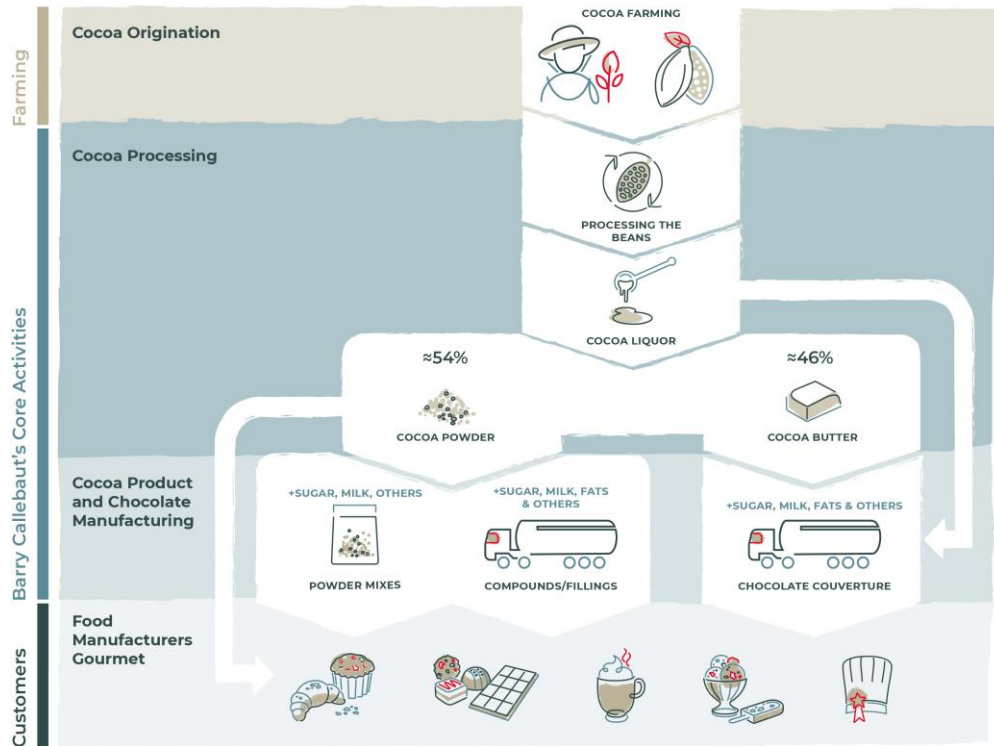 COCOA FARMING
Cocoa Origination
Farming
Cocoa Processing
PROCESSING THE
BEANS
COCOA LIQUOR
≈54%
≈46%
COCOA POWDER
COCOA BUTTER
Barry Callebaut's Core Activities
Cocoa Product
and Chocolate
Manufacturing
+SUGAR, MILK, OTHERS
+SUGAR, MILK, FATS
& OTHERS
+SUGAR, MILK, FATS & OTHERS
POWDER MIXES
COMPOUNDS/FILLINGS
CHOCOLATE COUVERTURE
Food
Manufacturers
Gourmet
Customers